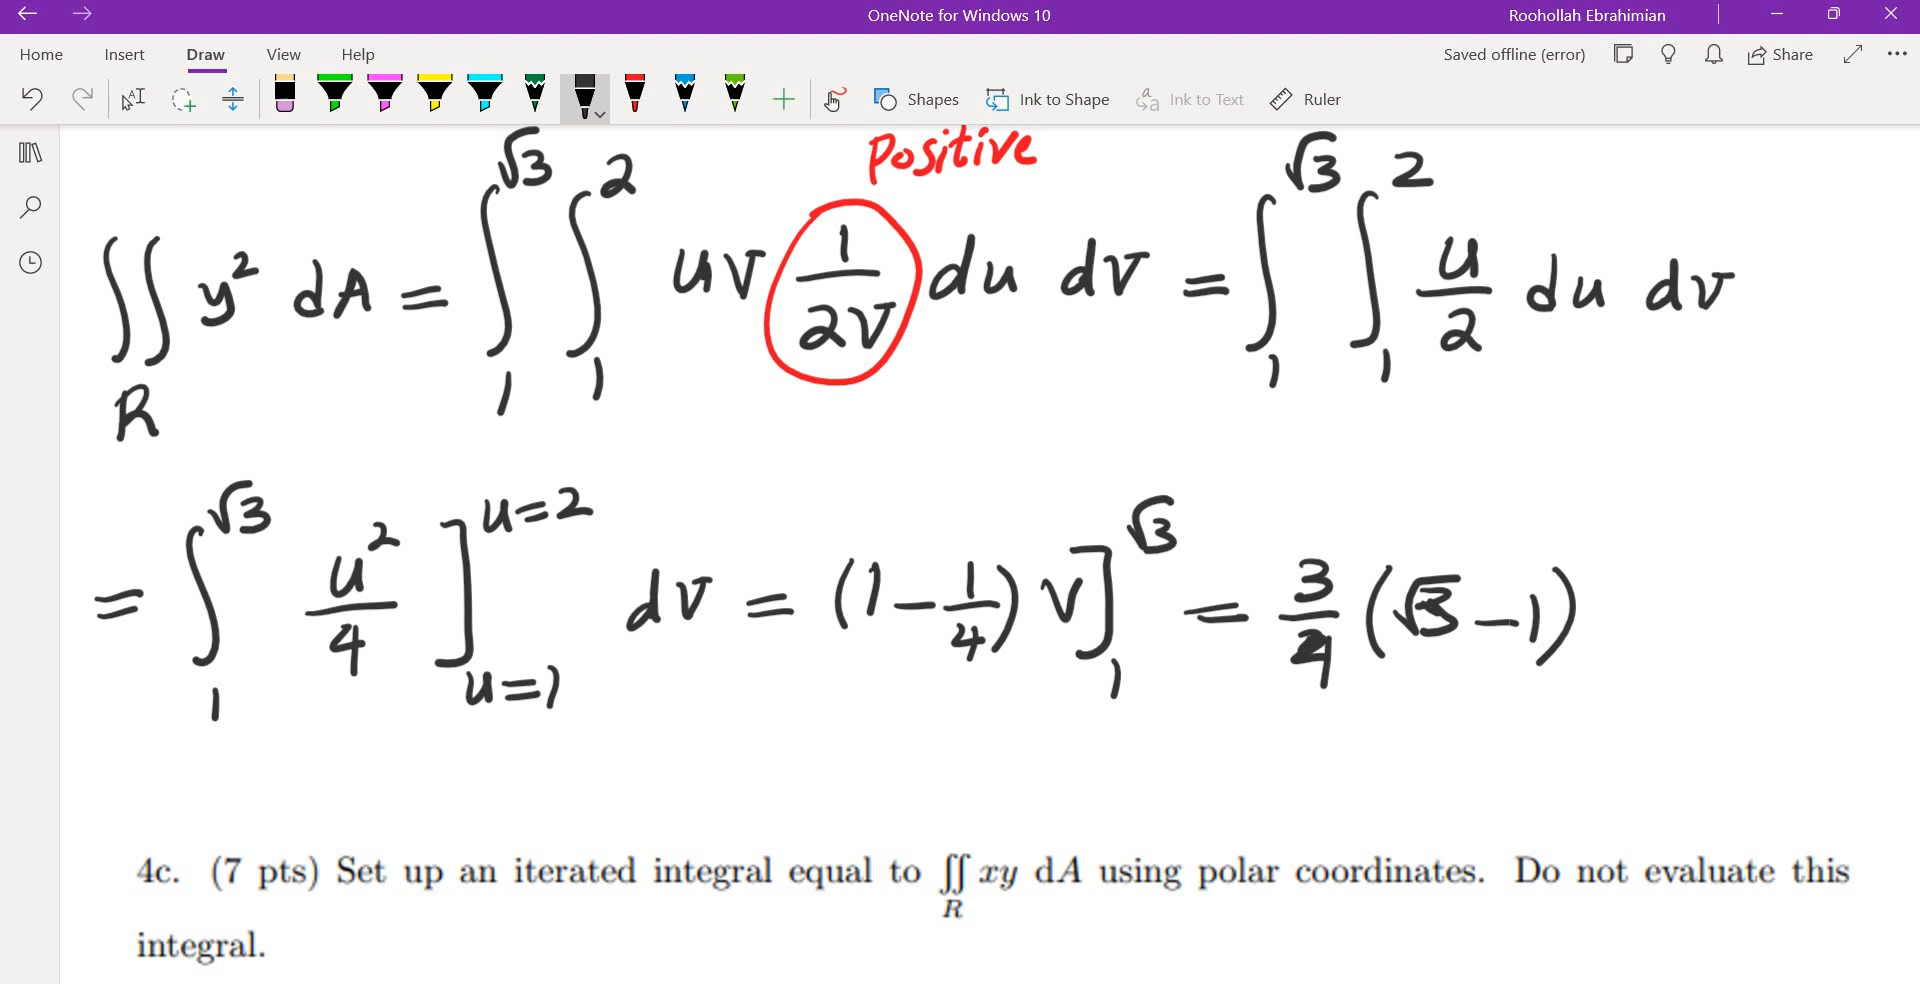 OneNote for Windows 10 Roohollah Ebrahimian
Home Insert Draw View Help Saved offline (error) Share
Shapes Ink to Shape Ink to Text Ruler
Positive
∬_R y² dA = ∫_1^√3 ∫_1^2 uv (1/2v) du dv = ∫_1^√3 ∫_1^2 u/2 du dv
= ∫_1^√3 u²/4 ]_{u=1}^{u=2} dv = (1 - 1/4) v]_1^√3 = 3/4 (√3 - 1)
4c. (7 pts) Set up an iterated integral equal to ∬_R xy dA using polar coordinates. Do not evaluate this
integral.